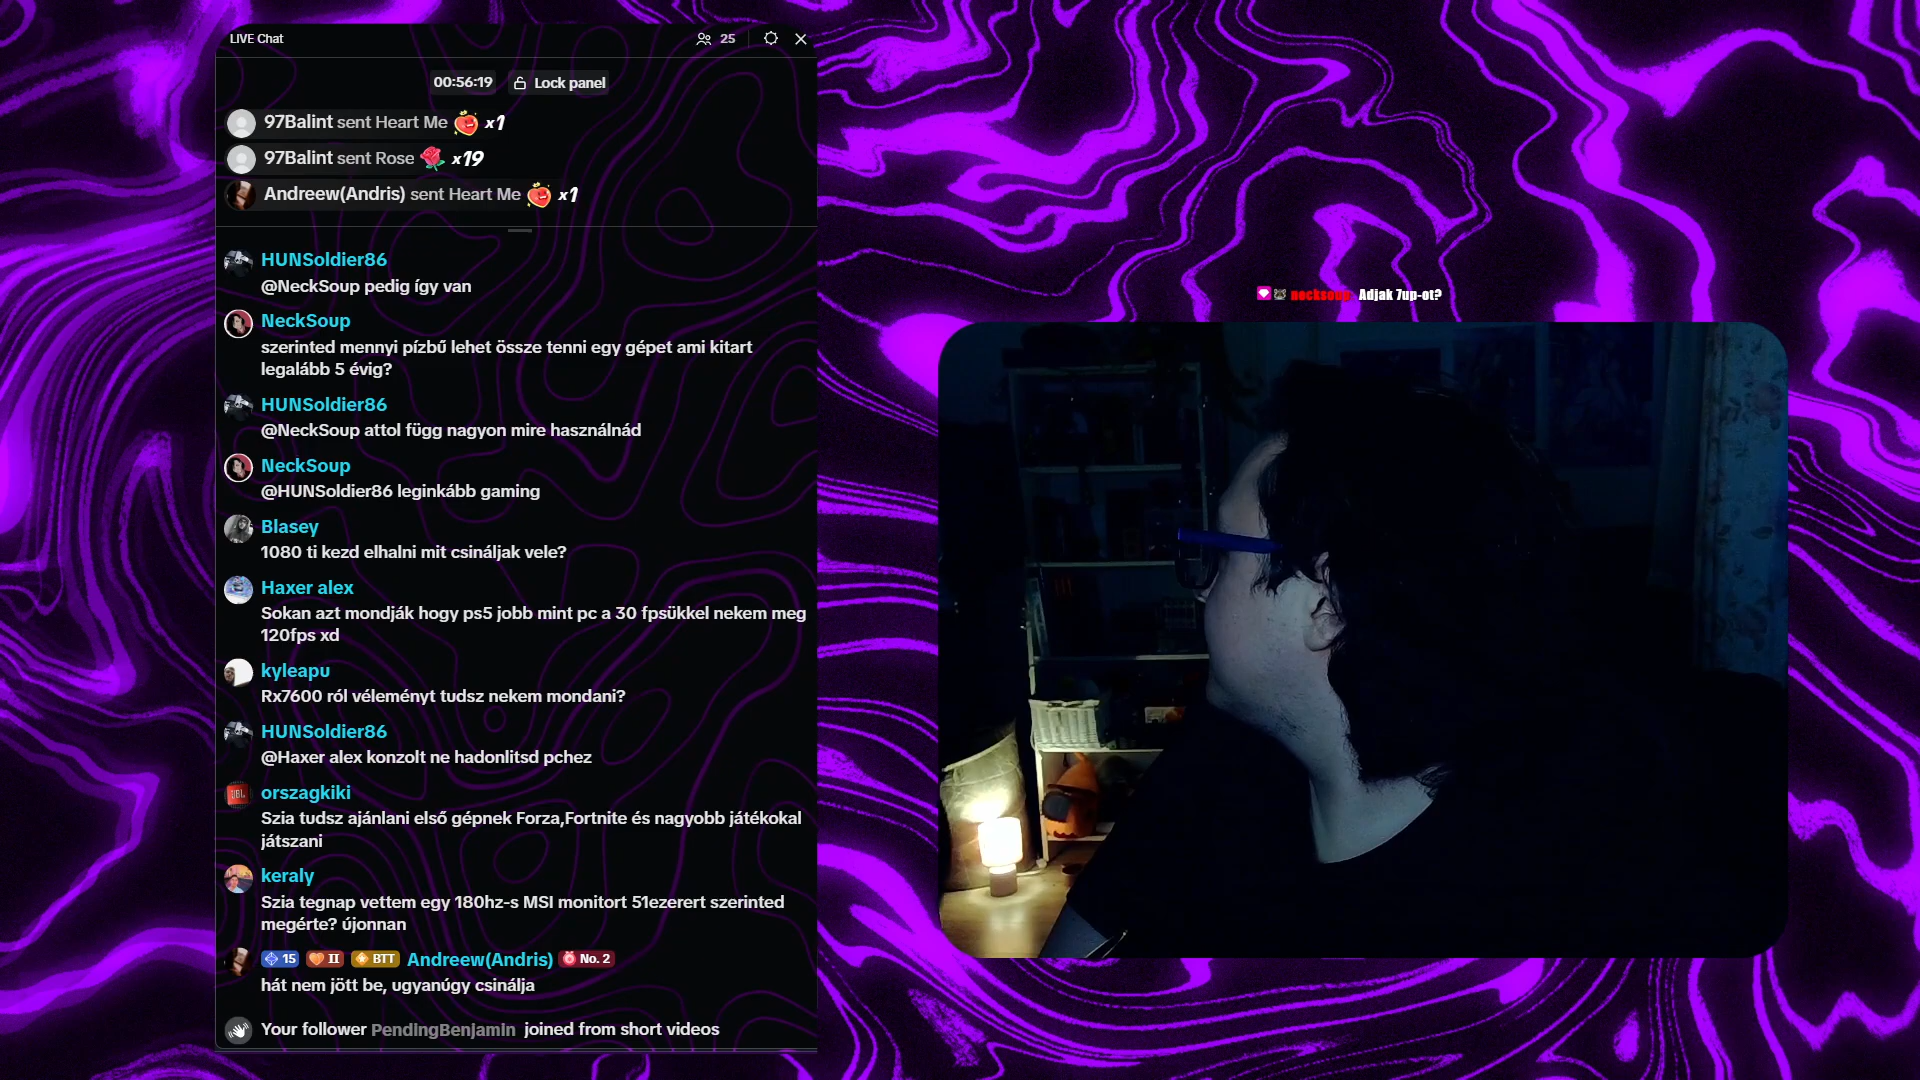 LIVE Chat
25
00:56:19
Lock panel
97Balint sent Heart Me x1
97Balint sent Rose x19
Andreew(Andris) sent Heart Me x1
HUNSoldier86
@NeckSoup pedig így van
NeckSoup
szerinted mennyi pízbű lehet össze tenni egy gépet ami kitart
legalább 5 évig?
HUNSoldier86
@NeckSoup attol függ nagyon mire használnád
NeckSoup
@HUNSoldier86 leginkább gaming
Blasey
1080 ti kezd elhalni mit csináljak vele?
Haxer alex
Sokan azt mondják hogy ps5 jobb mint pc a 30 fpsükkel nekem meg
120fps xd
kyleapu
Rx7600 ról véleményt tudsz nekem mondani?
HUNSoldier86
@Haxer alex konzolt ne hadonlitsd pchez
orszagkiki
Szia tudsz ajánlani első gépnek Forza,Fortnite és nagyobb játékokal
játszani
keraly
Szia tegnap vettem egy 180hz-s MSI monitort 51ezerert szerinted
megérte? újonnan
15 II BTT Andreew(Andris) No. 2
hát nem jött be, ugyanúgy csinálja
Your follower PendingBenjamin joined from short videos
necksoup: Adjak 7up-ot?